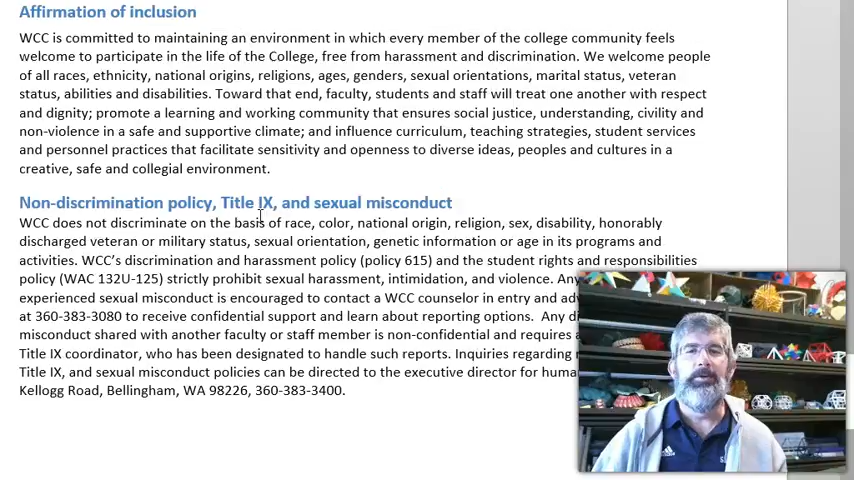 Affirmation of inclusion
WCC is committed to maintaining an environment in which every member of the college community feels
welcome to participate in the life of the College, free from harassment and discrimination. We welcome people
of all races, ethnicity, national origins, religions, ages, genders, sexual orientations, marital status, veteran
status, abilities and disabilities. Toward that end, faculty, students and staff will treat one another with respect
and dignity; promote a learning and working community that ensures social justice, understanding, civility and
non-violence in a safe and supportive climate; and influence curriculum, teaching strategies, student services
and personnel practices that facilitate sensitivity and openness to diverse ideas, peoples and cultures in a
creative, safe and collegial environment.
Non-discrimination policy, Title IX, and sexual misconduct
WCC does not discriminate on the basis of race, color, national origin, religion, sex, disability, honorably
discharged veteran or military status, sexual orientation, genetic information or age in its programs and
activities. WCC's discrimination and harassment policy (policy 615) and the student rights and responsibilities
policy (WAC 132U-125) strictly prohibit sexual harassment, intimidation, and violence. Any
experienced sexual misconduct is encouraged to contact a WCC counselor in entry and
at 360-383-3080 to receive confidential support and learn about reporting options. Any
misconduct shared with another faculty or staff member is non-confidential and requires
Title IX coordinator, who has been designated to handle such reports. Inquiries regarding
Title IX, and sexual misconduct policies can be directed to the executive director for
Kellogg Road, Bellingham, WA 98226, 360-383-3400.